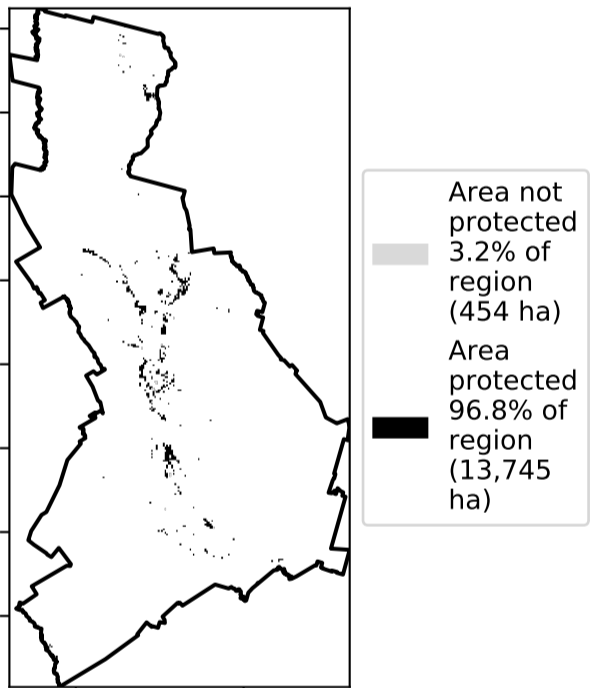 Area not
protected
3.2% of
region
(454 ha)
Area
protected
96.8% of
region
(13,745
ha)